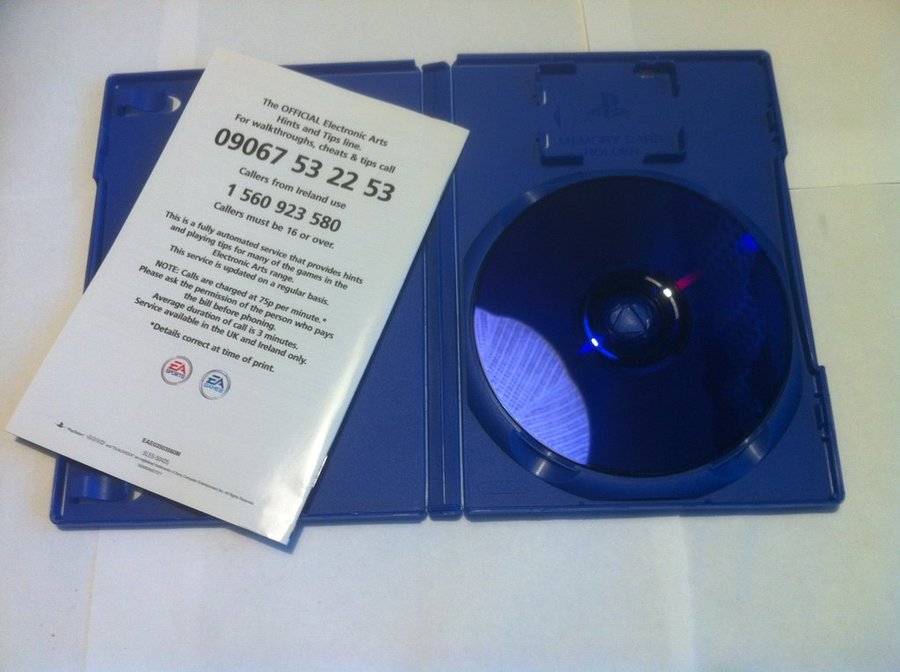 The OFFICIAL Electronic Arts
Hints and Tips line.
For walkthroughs, cheats & tips call
09067 53 22 53
Callers from Ireland use
1 560 923 580
Callers must be 16 or over.
This is a fully automated service that provides hints
and playing tips for many of the games in the
Electronic Arts range.
This service is updated on a regular basis.
NOTE: Calls are charged at 75p per minute.*
Please ask the permission of the person who pays
the bill before phoning.
Average duration of call is 3 minutes.
Service available in the UK and Ireland only.
*Details correct at time of print.
EA SPORTS
EA GAMES
MEMORY CARD
HOLDER